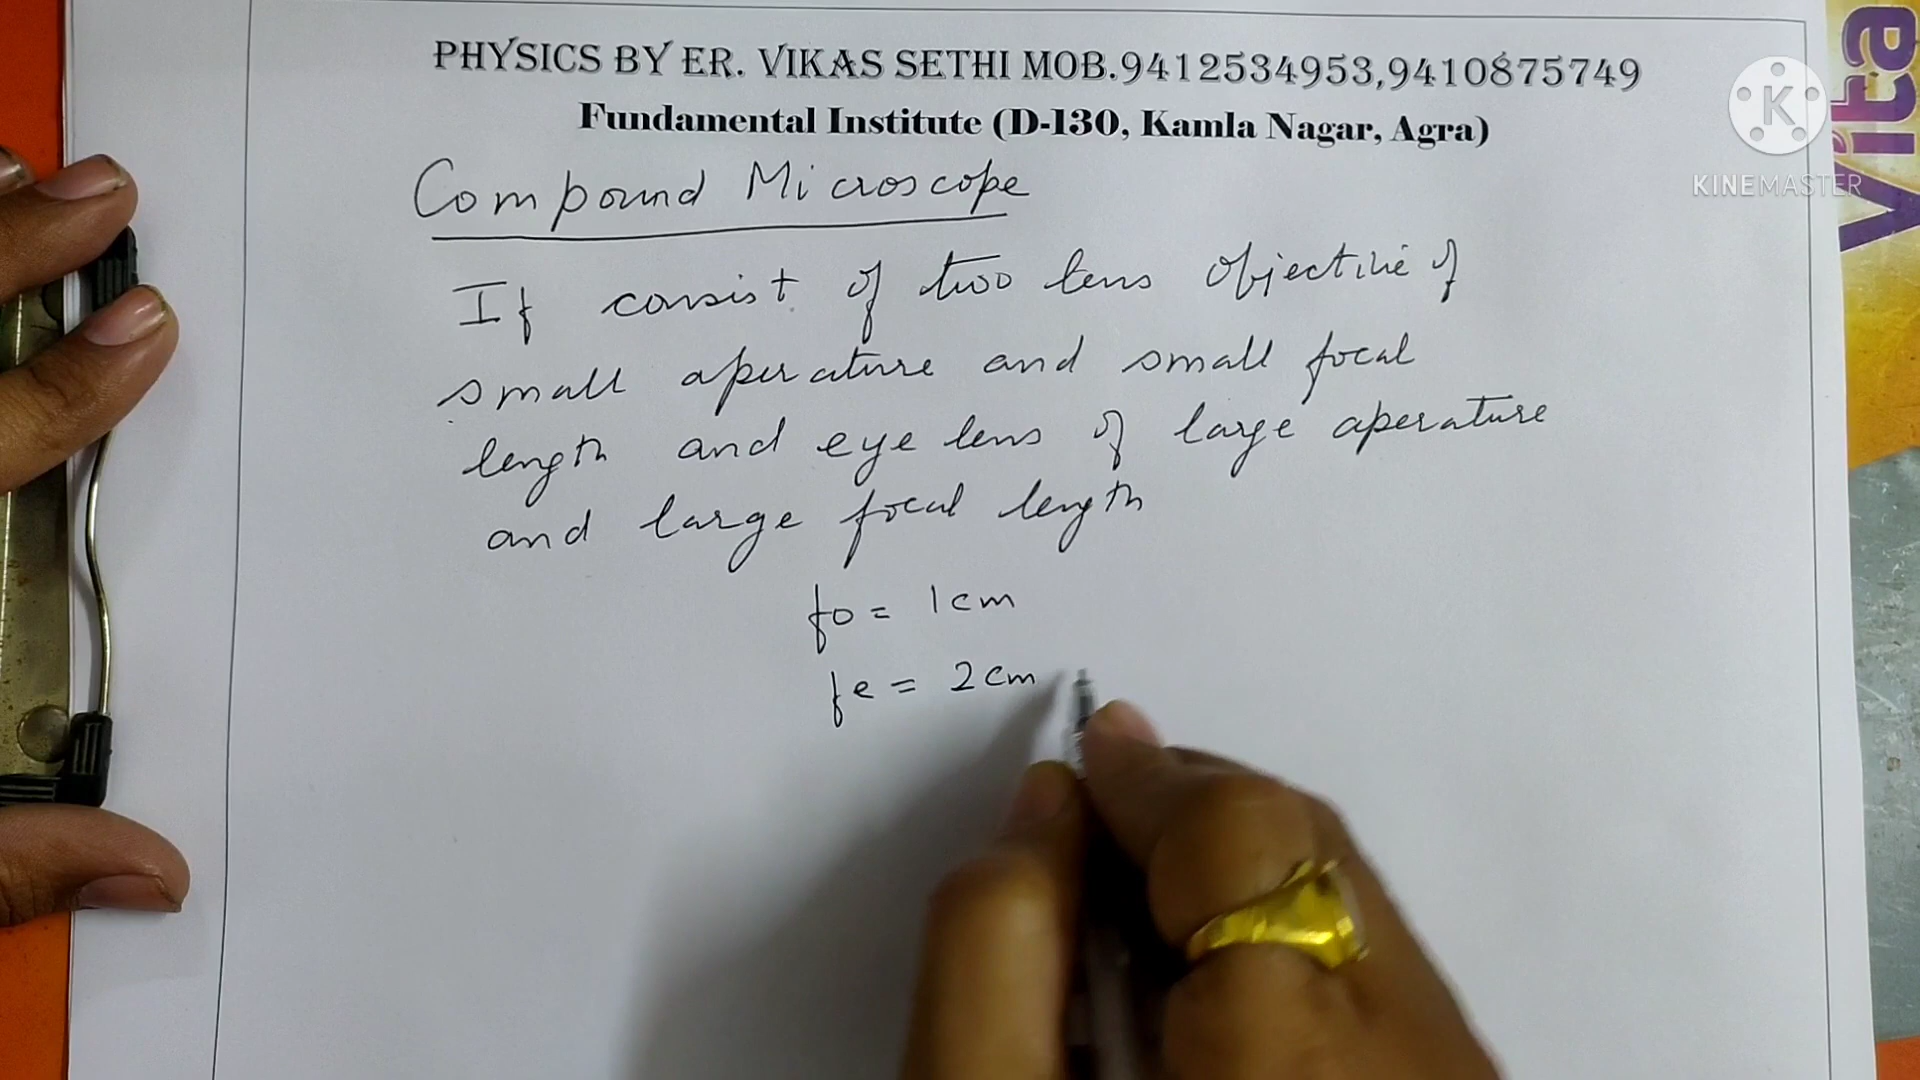 PHYSICS BY ER. VIKAS SETHI MOB.9412534953,9410875749
Fundamental Institute (D-130, Kamla Nagar, Agra)
Compound Microscope
It consist of two lens objective of
small aperature and small focal
length and eye lens of large aperature
and large focal length
fo = 1cm
fe = 2cm
K
KINEMASTER
Vita